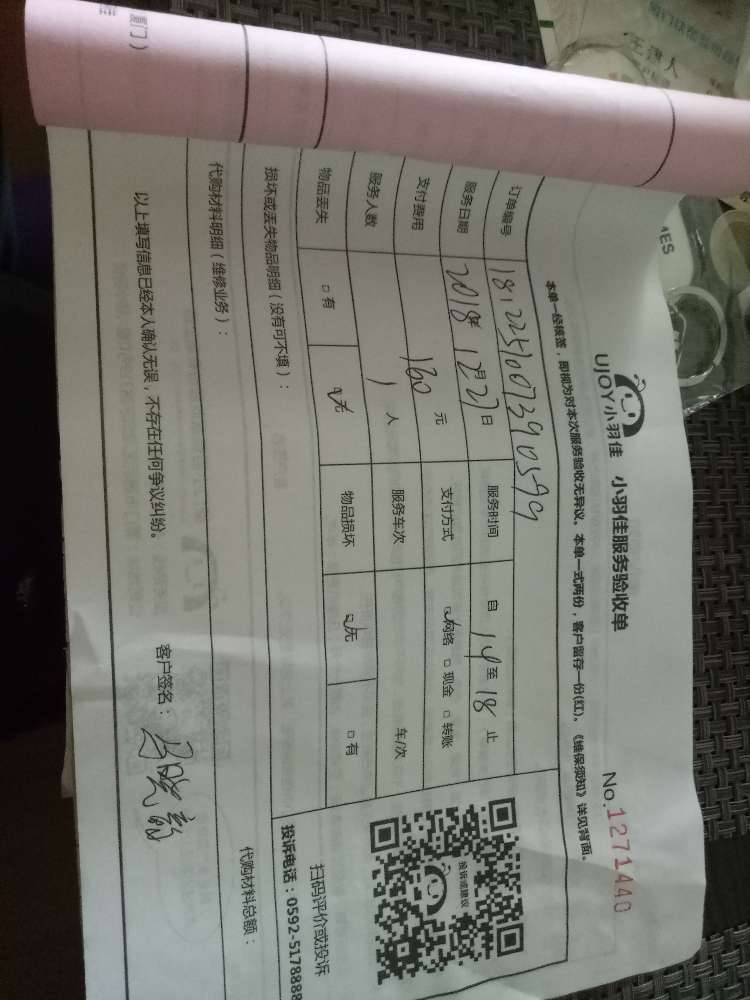 UJOY小羽佳 小羽佳服务验收单
No.1271440
本单一经核签，即视为对本次服务验收无异议。本单一式两份，客户留存一份(红)。《维保须知》详见背面。
订单编号 1812251007390599
服务日期 2018年12月27日 服务时间 自 14 至 18 止
支付费用 160 元 支付方式 ☑网络 □现金 □转账
服务人数 1 人 服务车次 车/次
物品丢失 □有 ☑无 物品损坏 ☑无 □有
损坏或丢失物品明细（没有可不填）：
代购材料明细（维修业务）：
代购材料总额：
以上填写信息已经本人确认无误，不存在任何争议纠纷。 客户签名：
投诉或建议
扫码评价或投诉
投诉电话：0592-5178888
厦门）